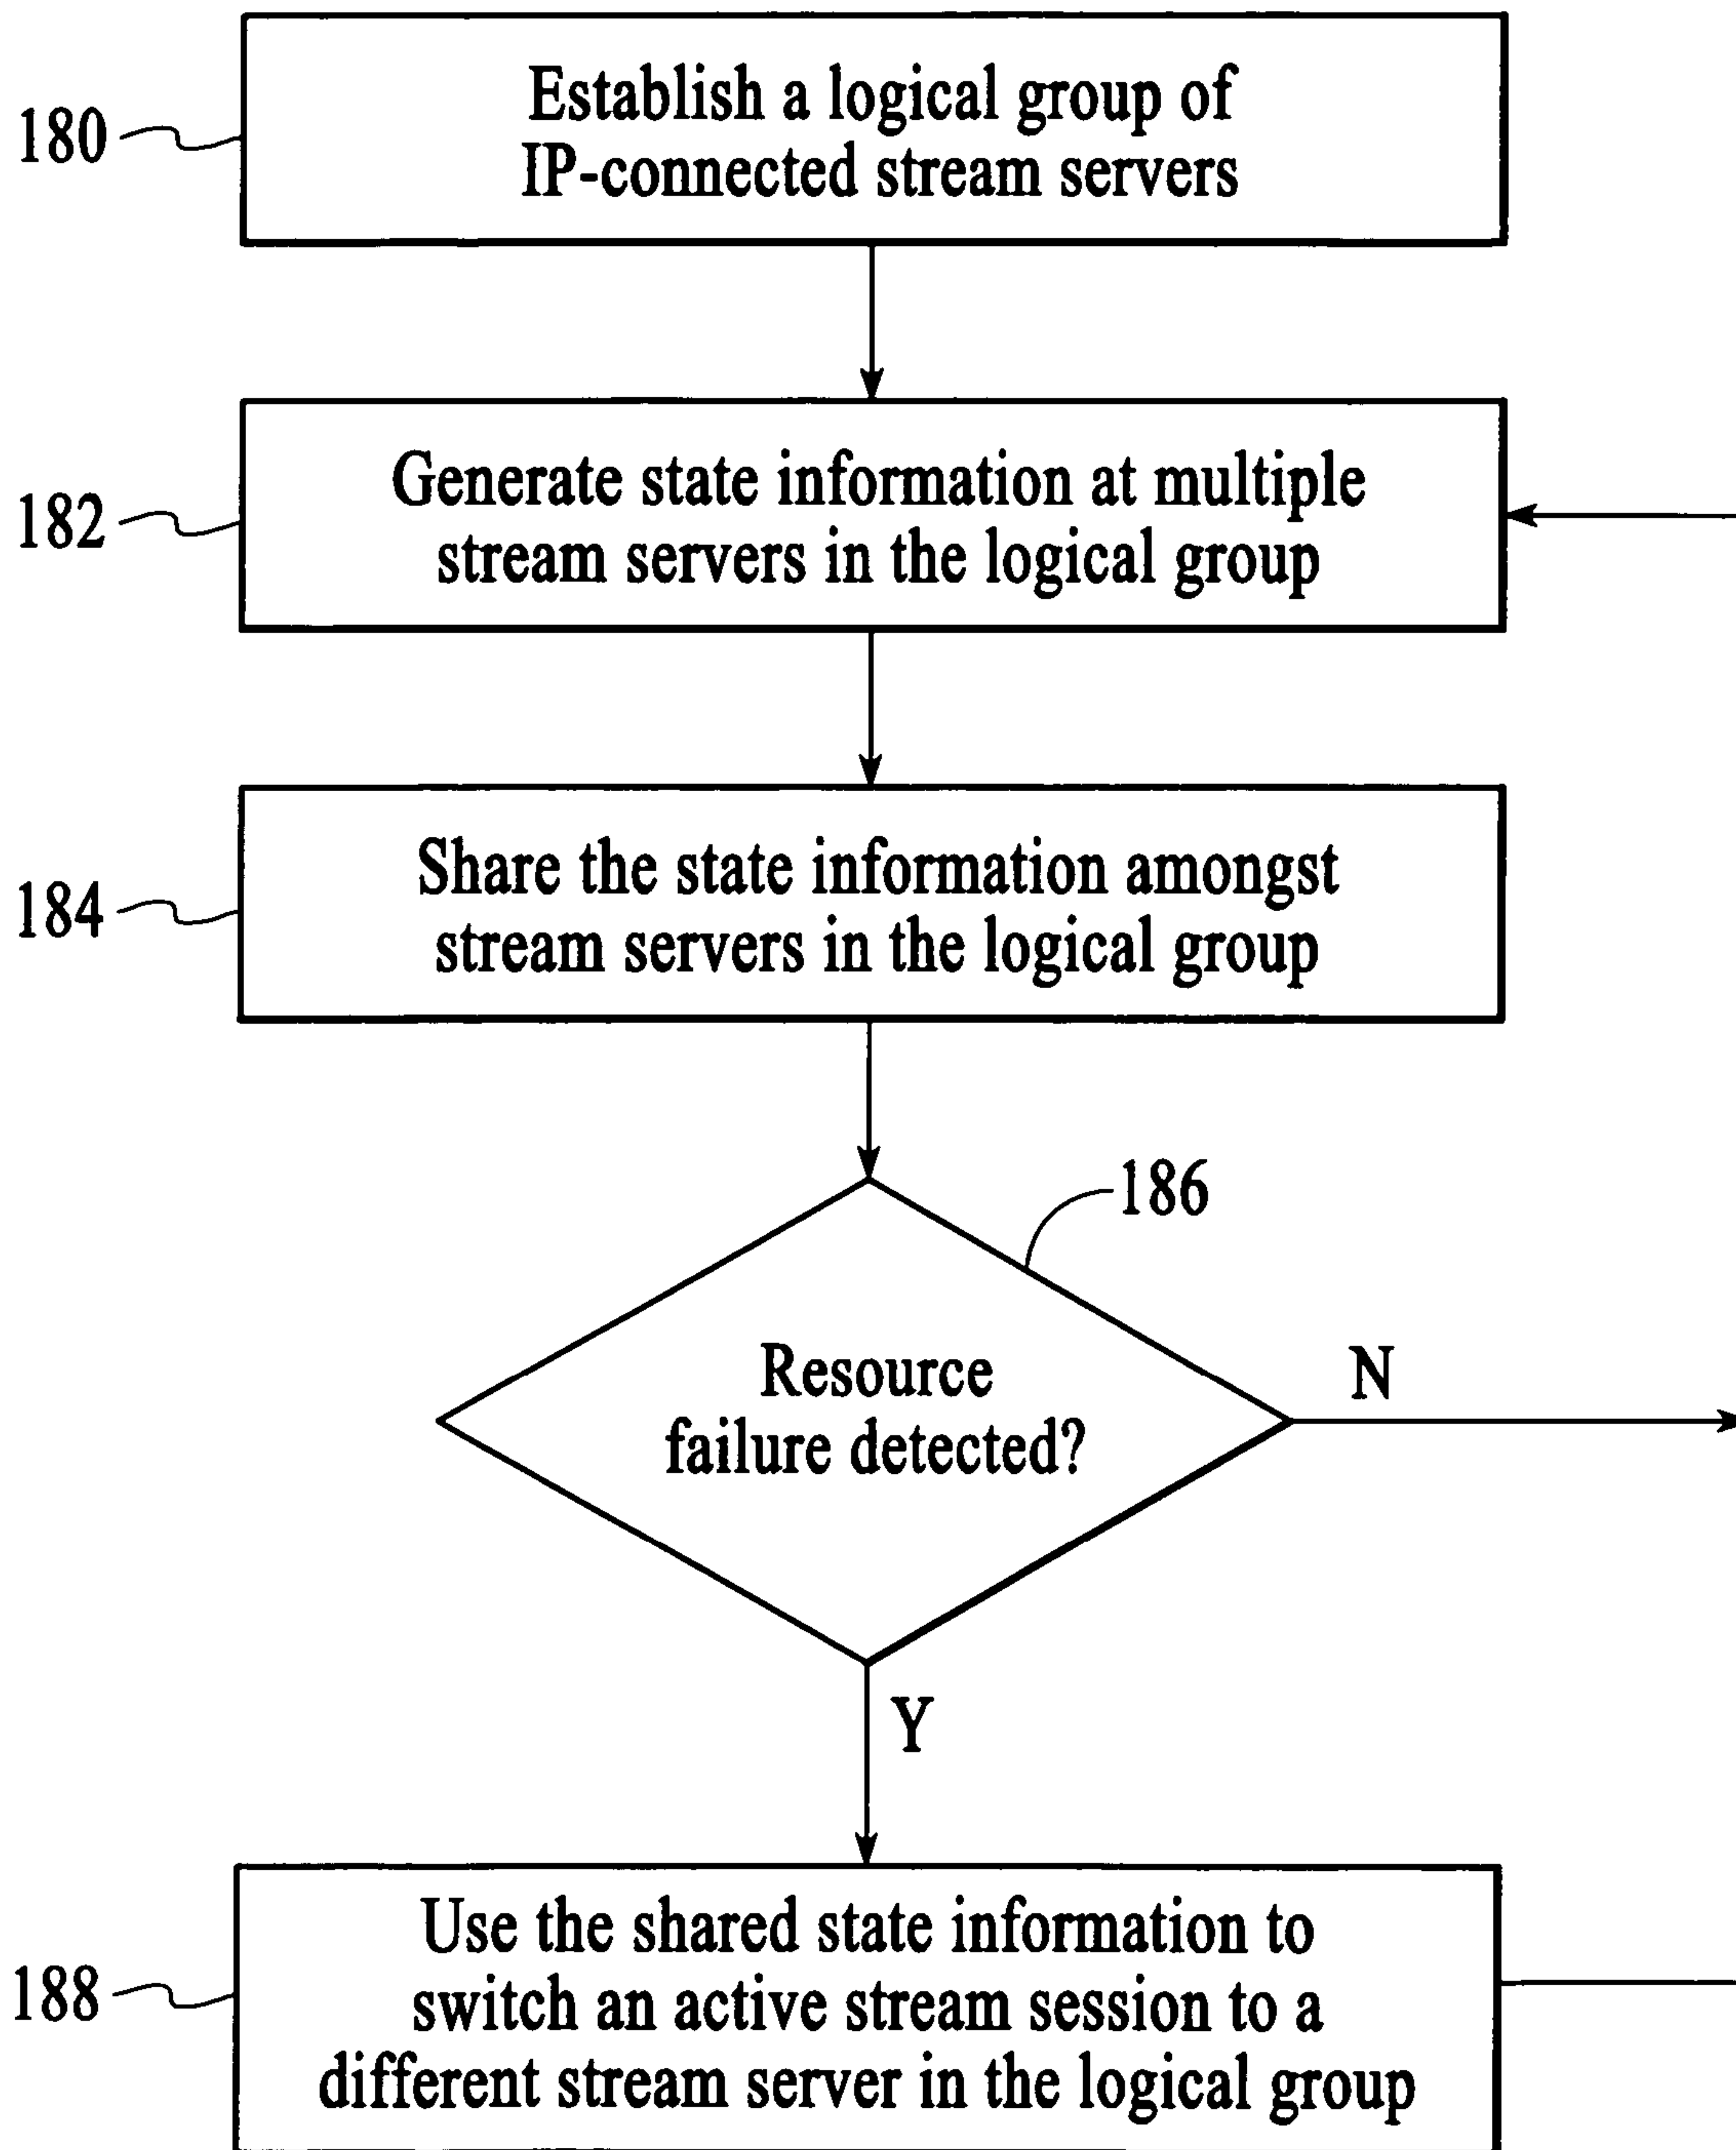 180
Establish a logical group of
IP-connected stream servers
182
Generate state information at multiple
stream servers in the logical group
184
Share the state information amongst
stream servers in the logical group
186
Resource
failure detected?
N
Y
188
Use the shared state information to
switch an active stream session to a
different stream server in the logical group